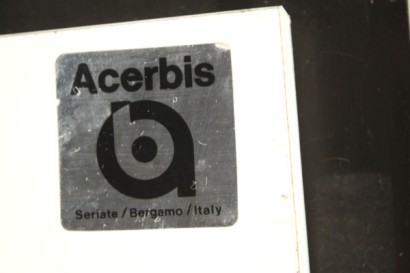 Acerbis
Seriate / Bergamo / Italy